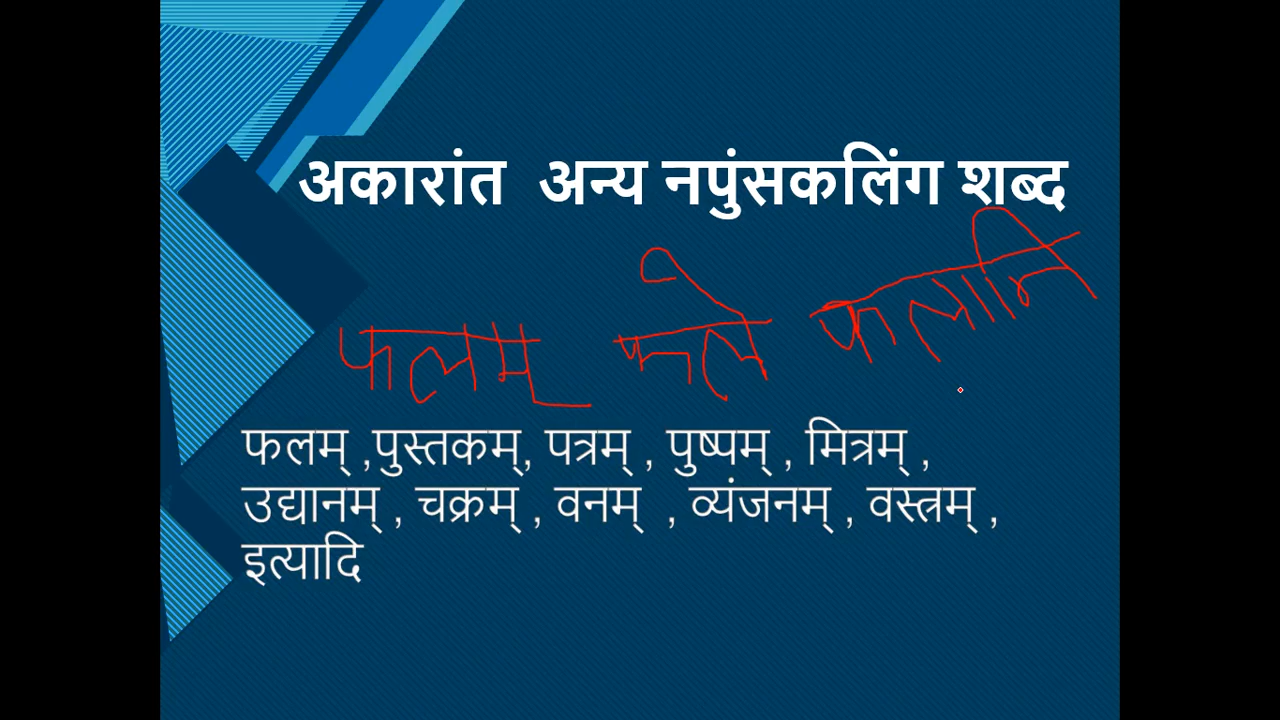 अकारांत अन्य नपुंसकलिंग शब्द
फलम् फले फलानि
फलम् ,पुस्तकम्, पत्रम् , पुष्पम् , मित्रम् ,
उद्यानम् , चक्रम् , वनम् , व्यंजनम् , वस्त्रम् ,
इत्यादि